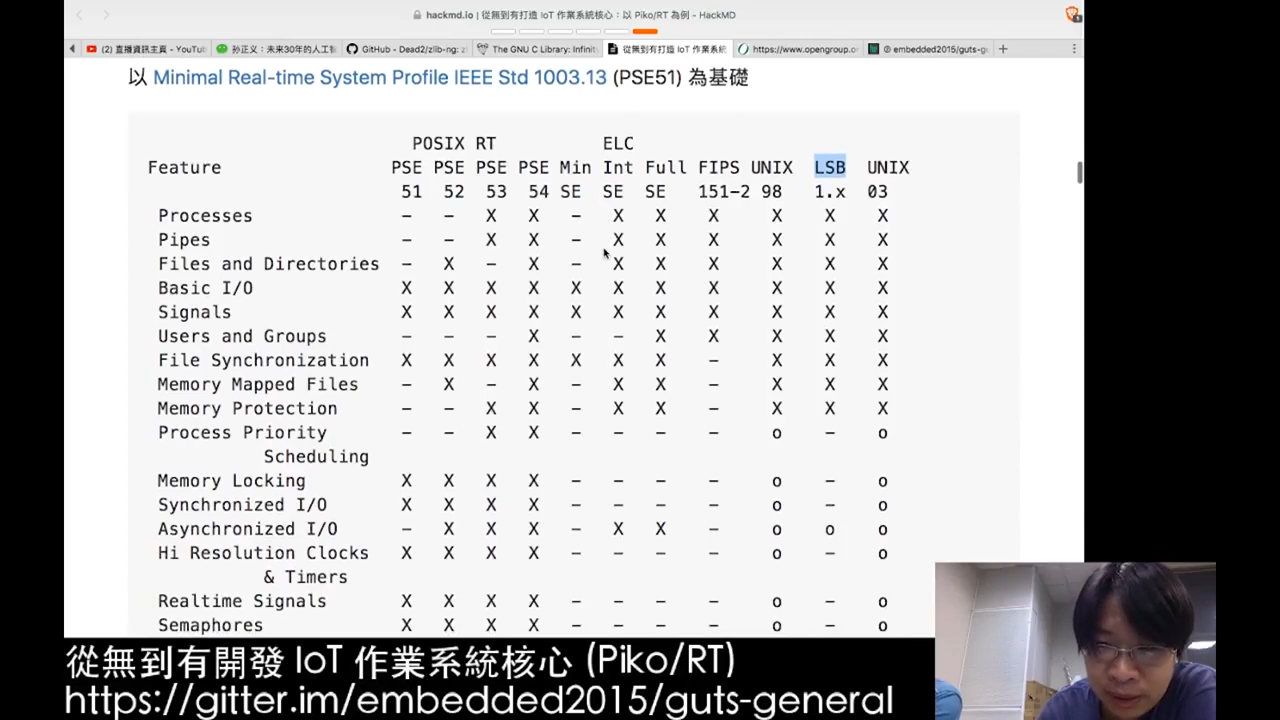 hackmd.io | 從無到有打造 IoT 作業系統核心：以 Piko/RT 為例 - HackMD
(2) 直播資訊主頁 - YouTub
孙正义：未来30年的人工智
GitHub - Dead2/zlib-ng: zl
The GNU C Library: Infinit
從無到有打造 IoT 作業系統
https://www.opengroup.o
@ embedded2015/guts-g
以 Minimal Real-time System Profile IEEE Std 1003.13 (PSE51) 為基礎
POSIX RT ELC
Feature PSE PSE PSE PSE Min Int Full FIPS UNIX LSB UNIX
51 52 53 54 SE SE SE 151-2 98 1.x 03
Processes – – X X – X X X X X X
Pipes – – X X – X X X X X X
Files and Directories – X – X – X X X X X X
Basic I/O X X X X X X X X X X X
Signals X X X X X X X X X X X
Users and Groups – – – X – – X X X X X
File Synchronization X X X X X X X – X X X
Memory Mapped Files – X – X – X X – X X X
Memory Protection – – X X – X X – X X X
Process Priority – – X X – – – – o – o
Scheduling
Memory Locking X X X X – – – – o – o
Synchronized I/O X X X X – – – – o – o
Asynchronized I/O – X X X – X X – o o o
Hi Resolution Clocks X X X X – – – – o – o
& Timers
Realtime Signals X X X X – – – – o – o
Semaphores X X X X – – – – o – o
從無到有開發 IoT 作業系統核心 (Piko/RT)
https://gitter.im/embedded2015/guts-general